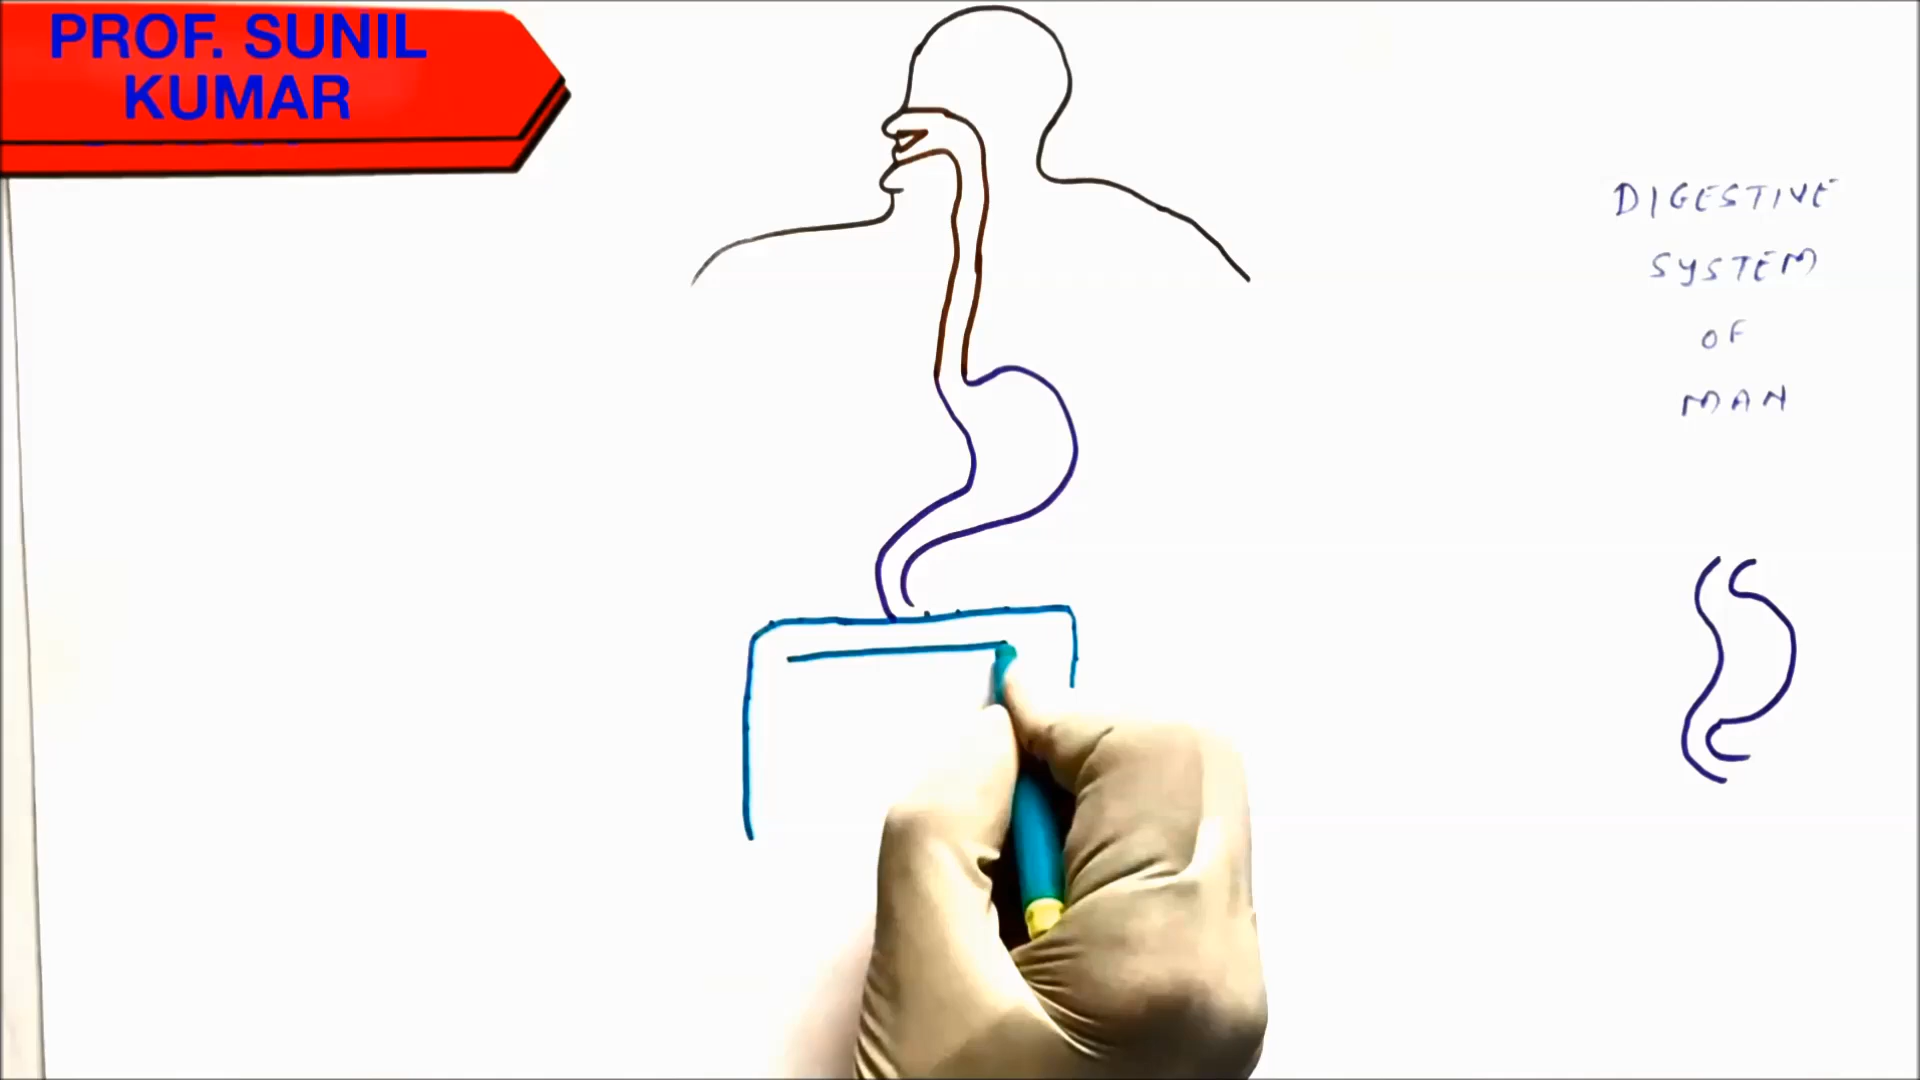 PROF. SUNIL
KUMAR
DIGESTIVE
SYSTEM
OF
MAN